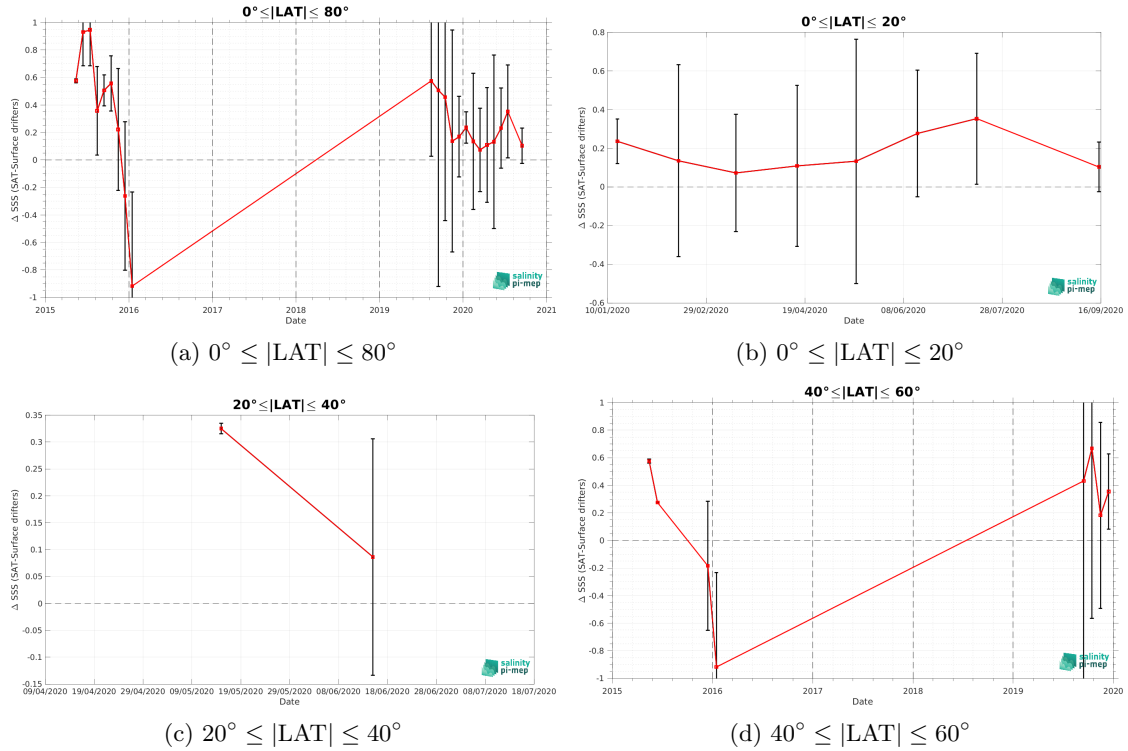 0°≤|LAT|≤ 80°
Δ SSS (SAT-Surface drifters)
1
0.8
0.6
0.4
0.2
0
-0.2
-0.4
-0.6
-0.8
-1
2015 2016 2017 2018 2019 2020 2021
Date
salinity
pi-mep
(a) 0° ≤ |LAT| ≤ 80°
0°≤|LAT|≤ 20°
Δ SSS (SAT-Surface drifters)
0.8
0.6
0.4
0.2
0
-0.2
-0.4
-0.6
10/01/2020 29/02/2020 19/04/2020 08/06/2020 28/07/2020 16/09/2020
Date
salinity
pi-mep
(b) 0° ≤ |LAT| ≤ 20°
20°≤|LAT|≤ 40°
Δ SSS (SAT-Surface drifters)
0.35
0.3
0.25
0.2
0.15
0.1
0.05
0
-0.05
-0.1
-0.15
09/04/2020 19/04/2020 29/04/2020 09/05/2020 19/05/2020 29/05/2020 08/06/2020 18/06/2020 28/06/2020 08/07/2020 18/07/2020
Date
salinity
pi-mep
(c) 20° ≤ |LAT| ≤ 40°
40°≤|LAT|≤ 60°
Δ SSS (SAT-Surface drifters)
1
0.8
0.6
0.4
0.2
0
-0.2
-0.4
-0.6
-0.8
-1
2015 2016 2017 2018 2019 2020
Date
salinity
pi-mep
(d) 40° ≤ |LAT| ≤ 60°